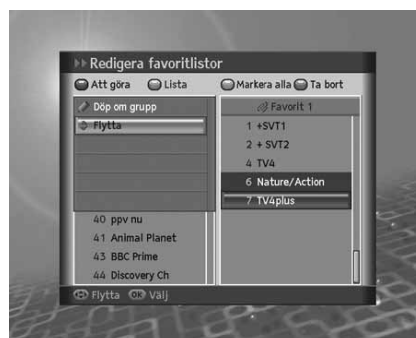 Redigera favoritlistor
Att göra Lista Markera alla Ta bort
Döp om grupp
Flytta
40 ppv nu
41 Animal Planet
43 BBC Prime
44 Discovery Ch
Favorit 1
1 +SVT1
2 + SVT2
4 TV4
6 Nature/Action
7 TV4plus
Flytta OK Välj